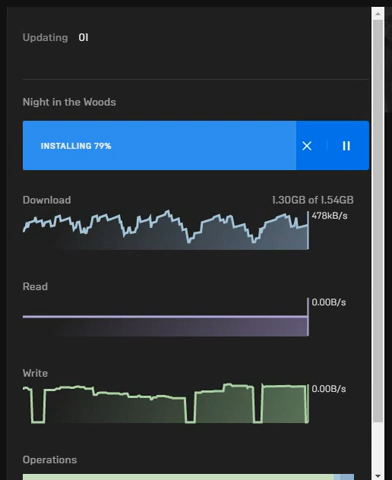 Updating 01
Night in the Woods
INSTALLING 79%
Download 1.30GB of 1.54GB
478kB/s
Read
0.00B/s
Write
0.00B/s
Operations